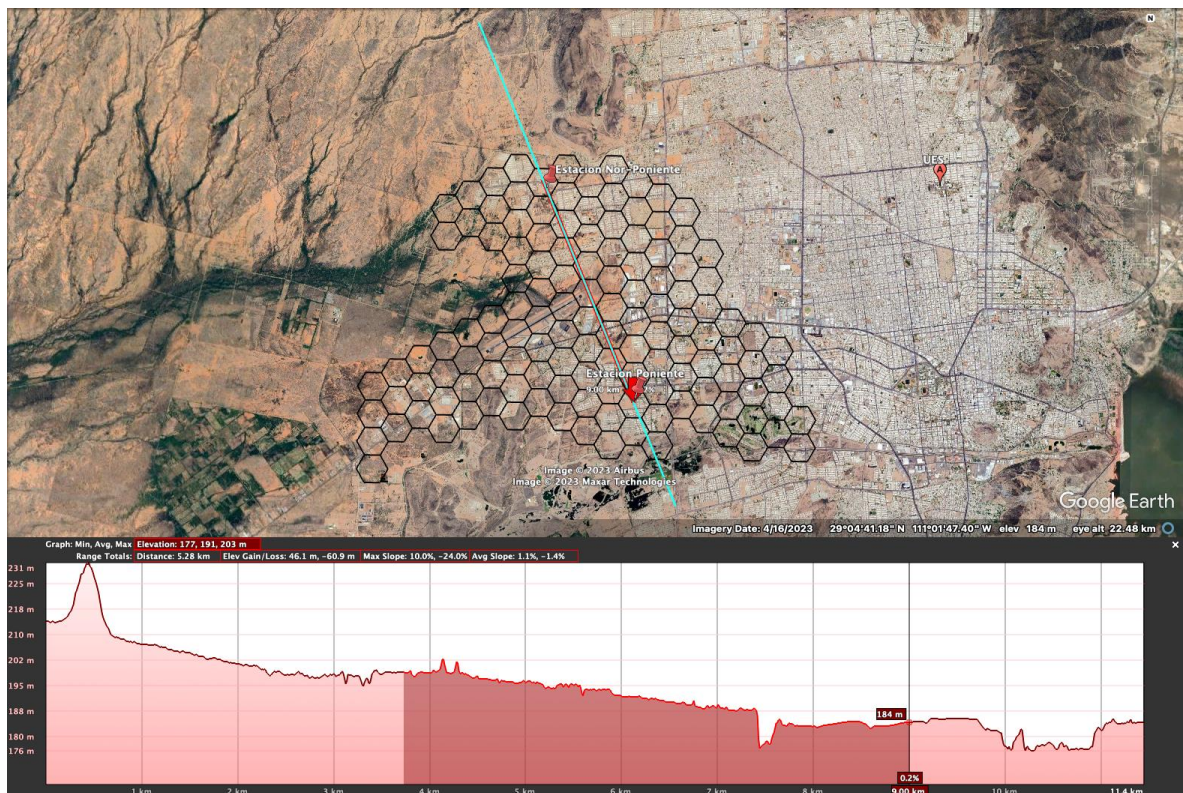 N
UES
A
Estacion Nor-Poniente
Estacion Poniente
9.00 km
Image © 2023 Airbus
Image © 2023 Maxar Technologies
Google Earth
Imagery Date: 4/16/2023 29°04'41.18" N 111°01'47.40" W elev 184 m eye alt 22.48 km
Graph: Min, Avg, Max Elevation: 177, 191, 203 m
Range Totals: Distance: 5.28 km Elev Gain/Loss: 46.1 m, -60.9 m Max Slope: 10.0%, -24.0% Avg Slope: 1.1%, -1.4%
231 m
225 m
218 m
210 m
202 m
195 m
188 m
180 m
176 m
184 m
0.2%
1 km 2 km 3 km 4 km 5 km 6 km 7 km 8 km 9.00 km 10 km 11.4 km